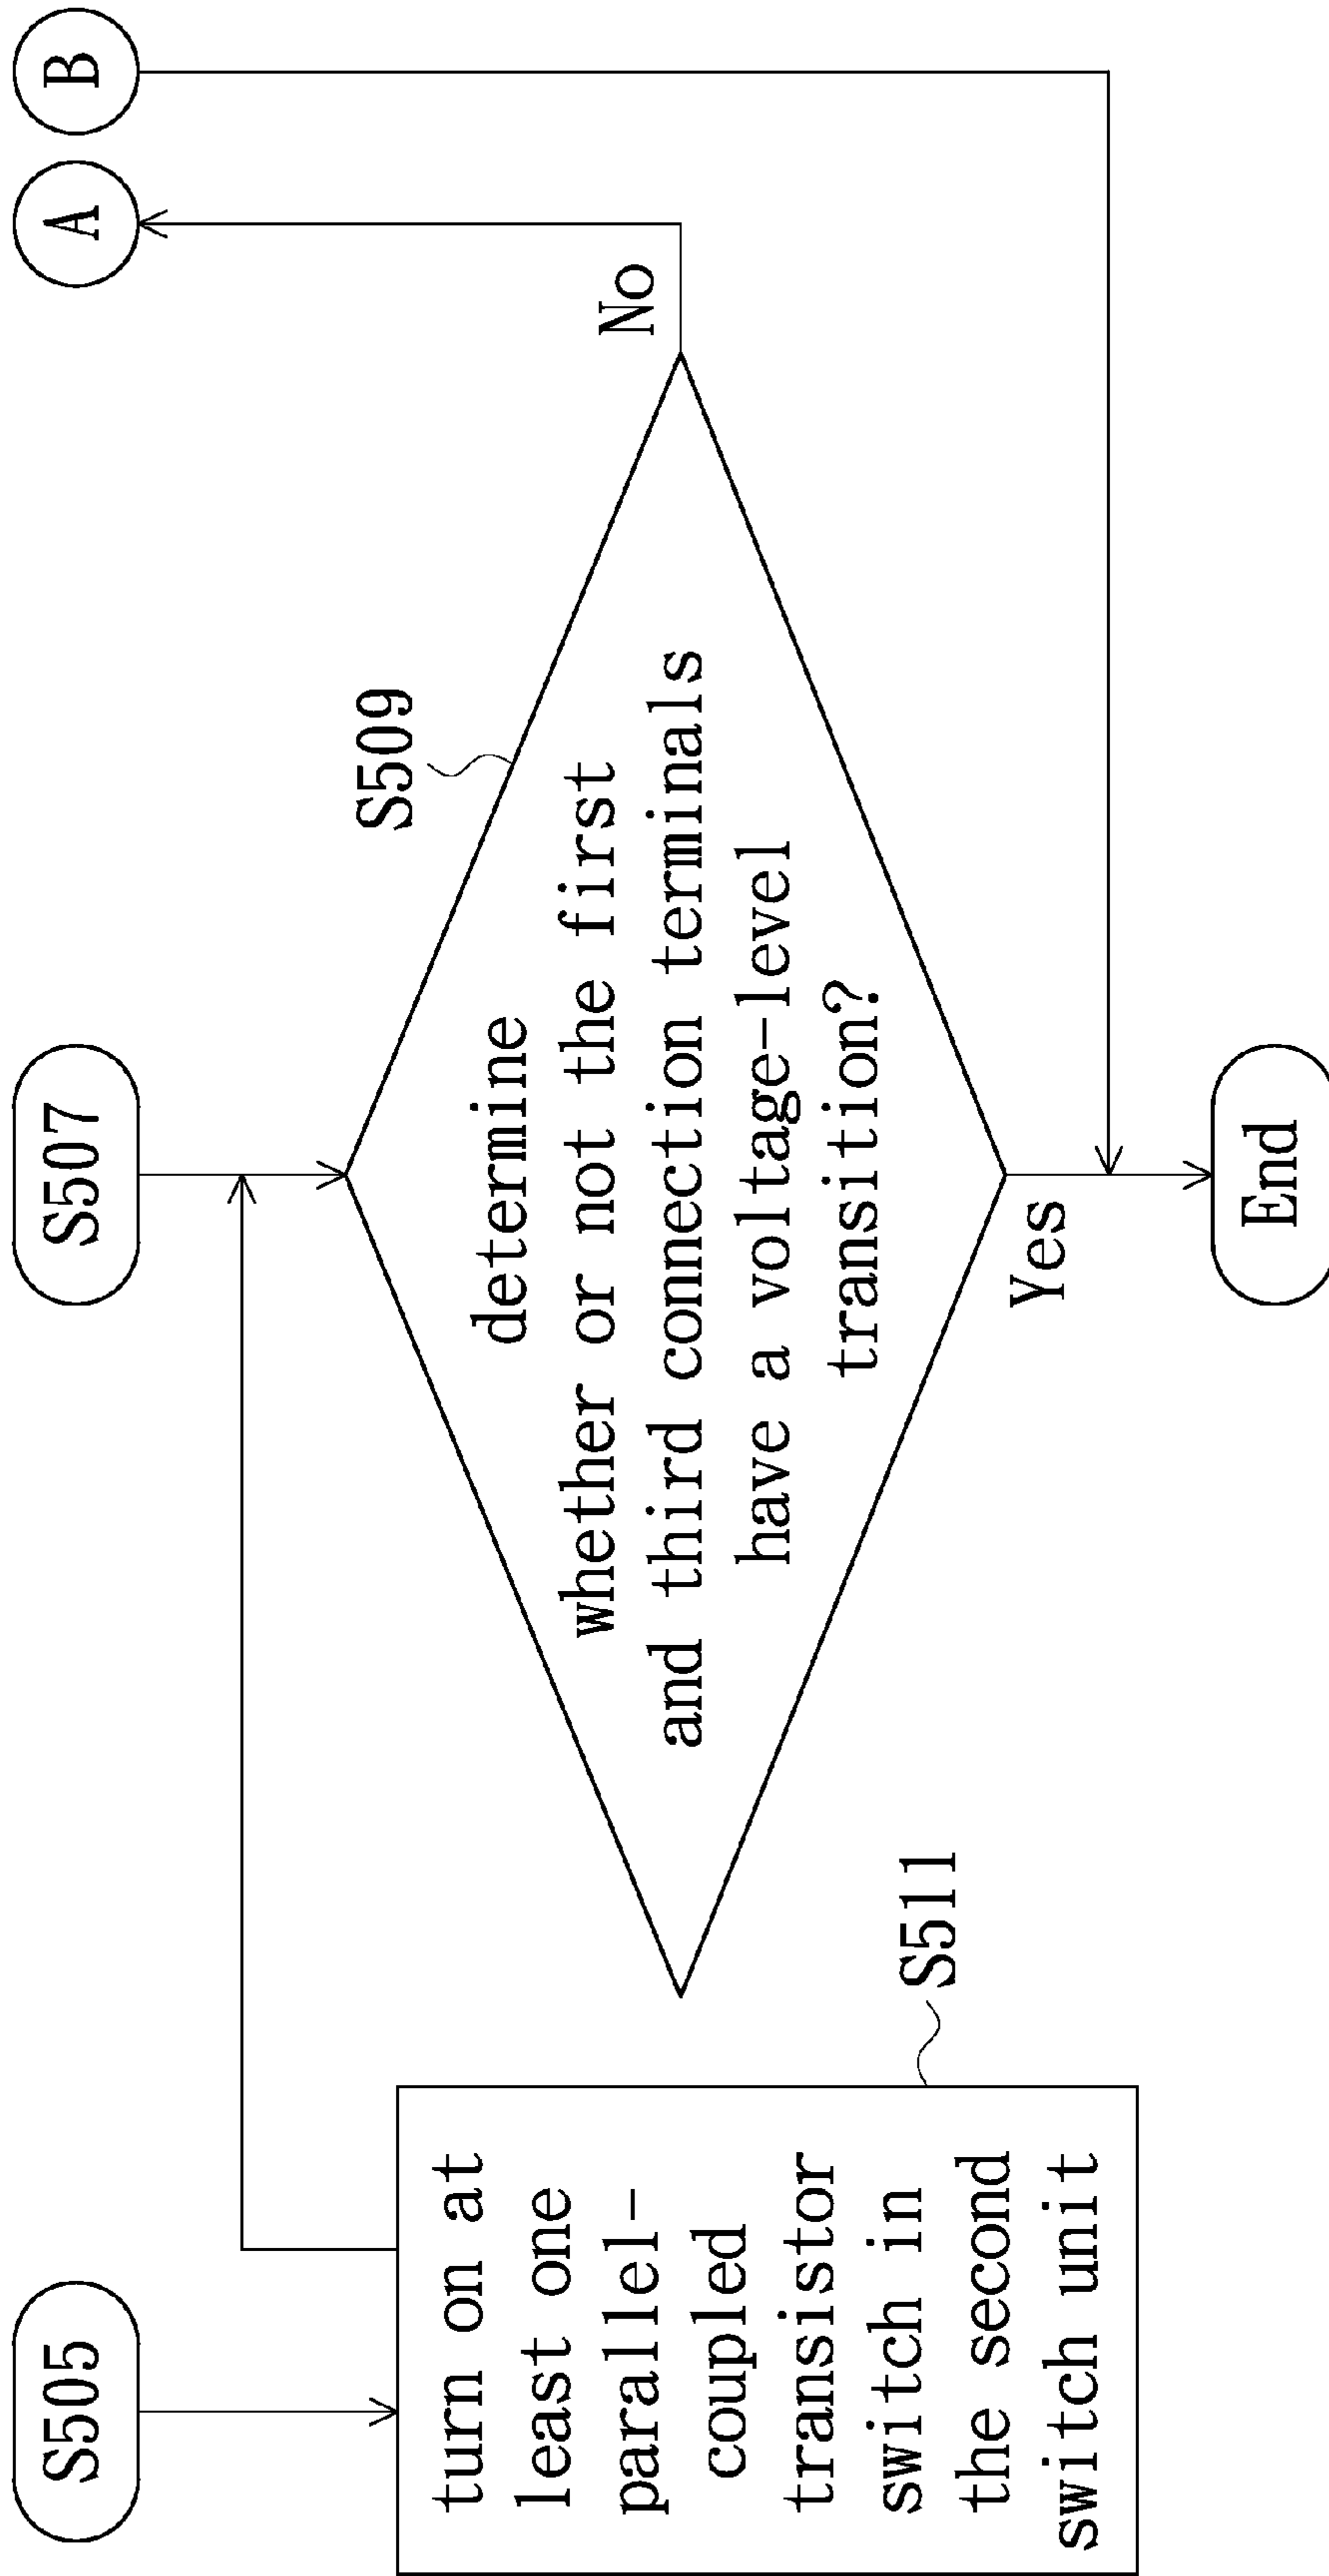 S505
S507
A
B
turn on at
least one
parallel-
coupled
transistor
switch in
the second
switch unit
S511
determine
whether or not the first
and third connection terminals
have a voltage-level
transition?
S509
No
Yes
End